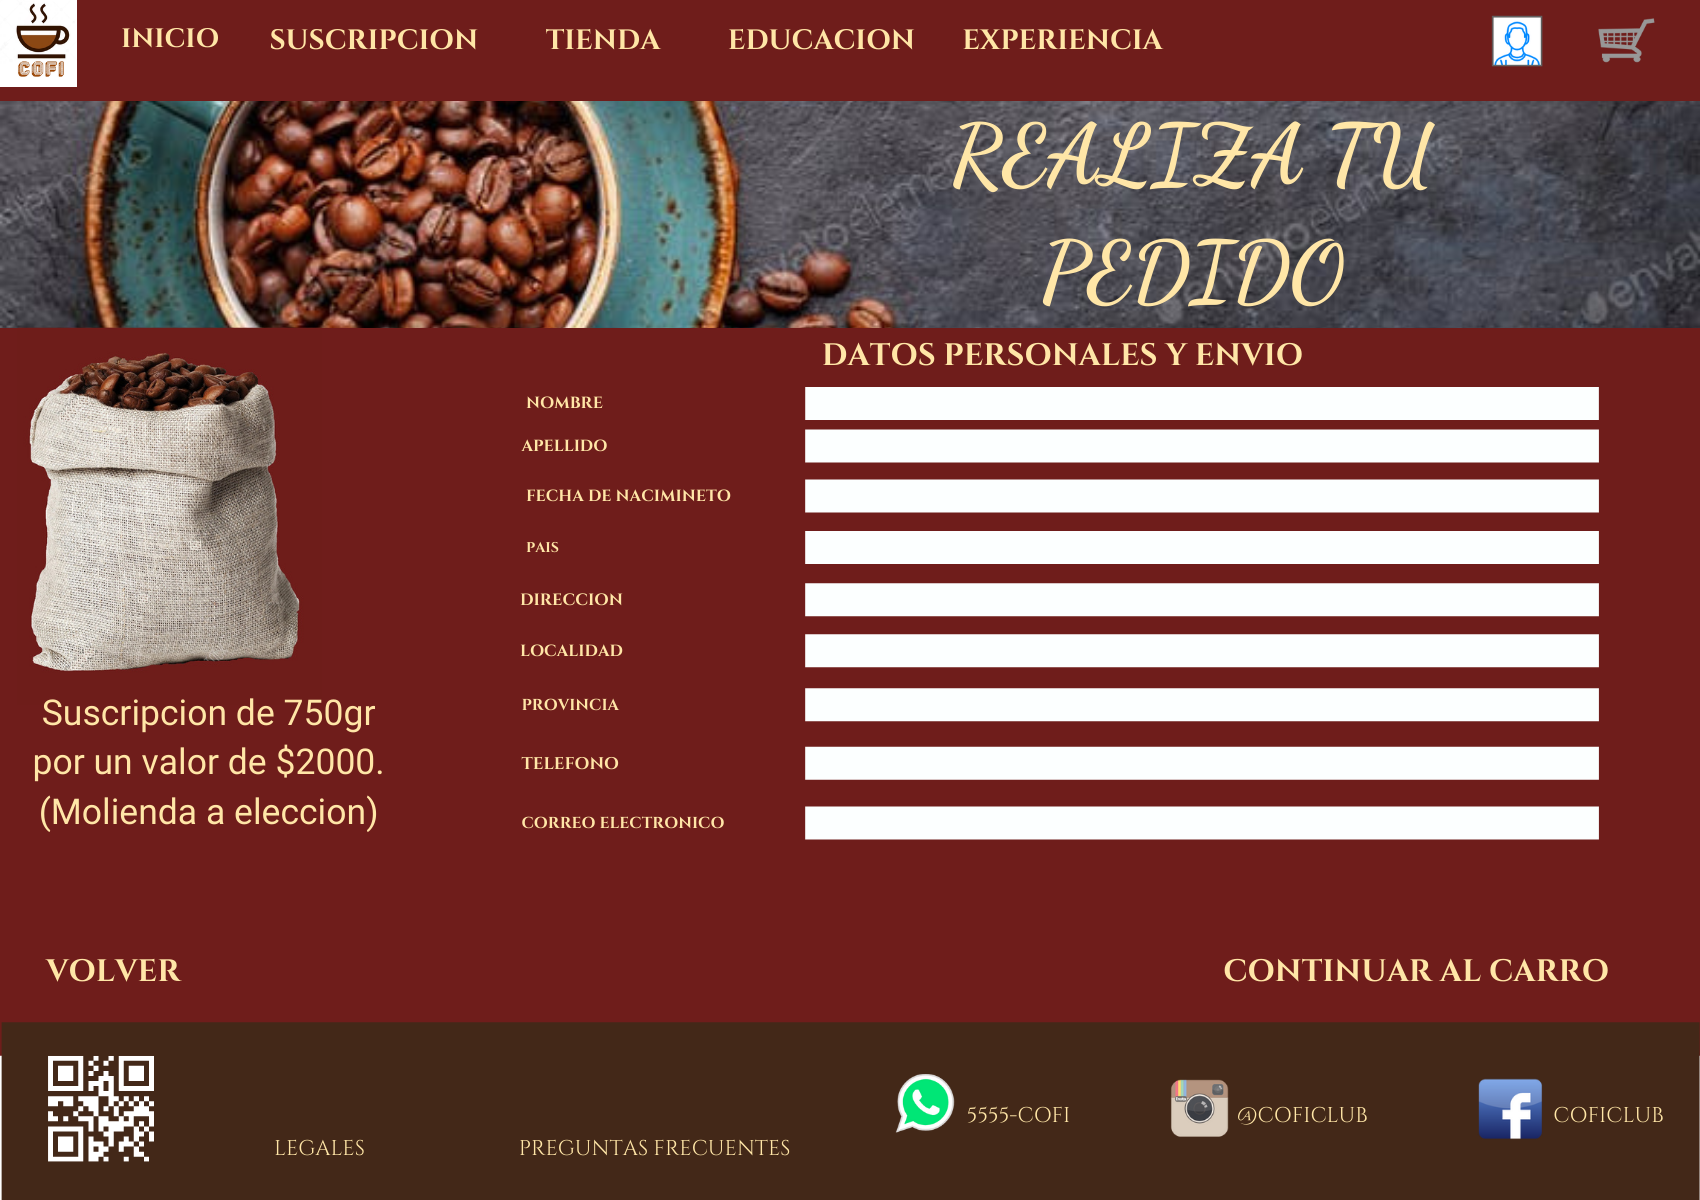 COFI
INICIO
SUSCRIPCION
TIENDA
EDUCACION
EXPERIENCIA
REALIZA TU
PEDIDO
envatoelements
DATOS PERSONALES Y ENVIO
NOMBRE
APELLIDO
FECHA DE NACIMINETO
PAIS
DIRECCION
LOCALIDAD
PROVINCIA
TELEFONO
CORREO ELECTRONICO
Suscripcion de 750gr
por un valor de $2000.
(Molienda a eleccion)
VOLVER
CONTINUAR AL CARRO
LEGALES
PREGUNTAS FRECUENTES
5555-COFI
@COFICLUB
COFICLUB